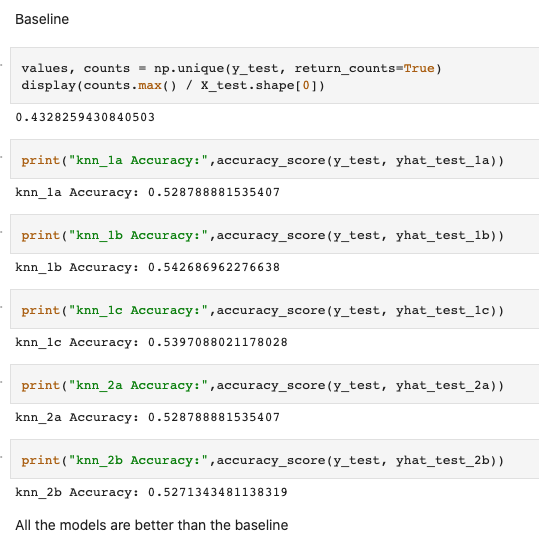 Baseline
values, counts = np.unique(y_test, return_counts=True)
display(counts.max() / X_test.shape[0])
0.4328259430840503
print("knn_1a Accuracy:",accuracy_score(y_test, yhat_test_1a))
knn_1a Accuracy: 0.528788881535407
print("knn_1b Accuracy:",accuracy_score(y_test, yhat_test_1b))
knn_1b Accuracy: 0.542686962276638
print("knn_1c Accuracy:",accuracy_score(y_test, yhat_test_1c))
knn_1c Accuracy: 0.5397088021178028
print("knn_2a Accuracy:",accuracy_score(y_test, yhat_test_2a))
knn_2a Accuracy: 0.528788881535407
print("knn_2b Accuracy:",accuracy_score(y_test, yhat_test_2b))
knn_2b Accuracy: 0.5271343481138319
All the models are better than the baseline